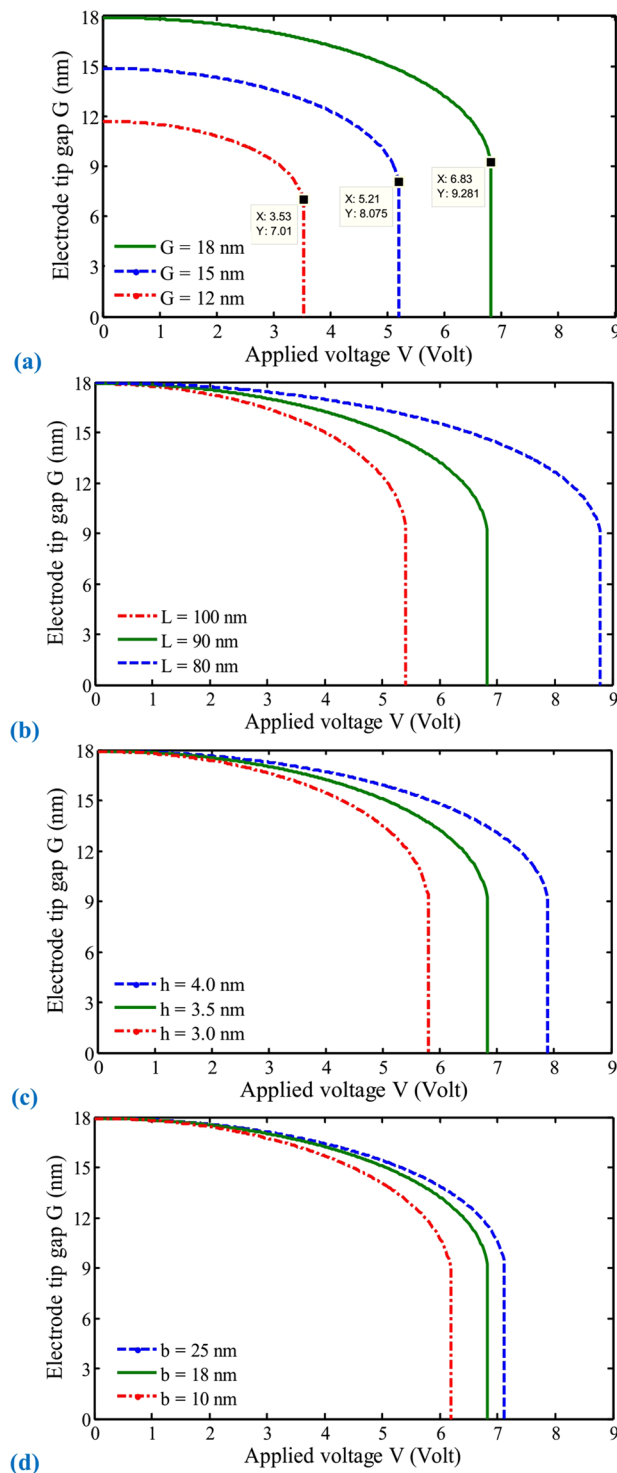 18
15
12
9
6
3
0
Electrode tip gap G (nm)
X: 3.53
Y: 7.01
X: 5.21
Y: 8.075
X: 6.83
Y: 9.281
G = 18 nm
G = 15 nm
G = 12 nm
0 1 2 3 4 5 6 7 8 9
Applied voltage V (Volt)
(a)
18
15
12
9
6
3
0
Electrode tip gap G (nm)
L = 100 nm
L = 90 nm
L = 80 nm
0 1 2 3 4 5 6 7 8 9
Applied voltage V (Volt)
(b)
18
15
12
9
6
3
0
Electrode tip gap G (nm)
h = 4.0 nm
h = 3.5 nm
h = 3.0 nm
0 1 2 3 4 5 6 7 8 9
Applied voltage V (Volt)
(c)
18
15
12
9
6
3
0
Electrode tip gap G (nm)
b = 25 nm
b = 18 nm
b = 10 nm
0 1 2 3 4 5 6 7 8 9
Applied voltage V (Volt)
(d)